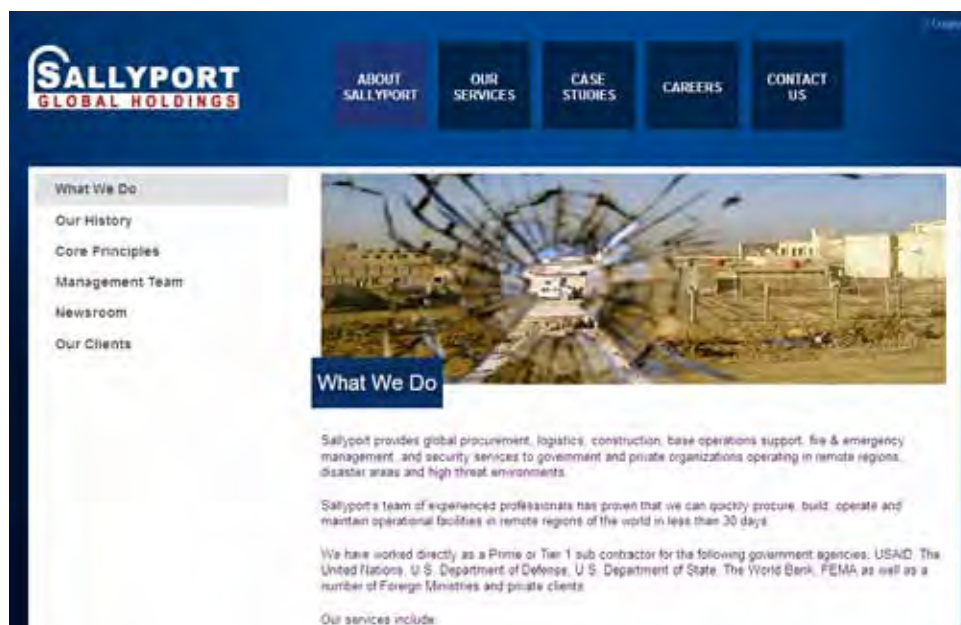 SALLYPORT
GLOBAL HOLDINGS
ABOUT
SALLYPORT
OUR
SERVICES
CASE
STUDIES
CAREERS
CONTACT
US
What We Do
Our History
Core Principles
Management Team
Newsroom
Our Clients
What We Do
Sallyport provides global procurement, logistics, construction, base operations support, fire & emergency
management, and security services to government and private organizations operating in remote regions,
disaster areas and high threat environments.
Sallyport's team of experienced professionals has proven that we can quickly procure, build, operate and
maintain operational facilities in remote regions of the world in less than 30 days.
We have worked directly as a Prime or Tier 1 sub contractor for the following government agencies; USAID, The
United Nations, U.S. Department of Defense, U.S. Department of State, The World Bank, FEMA as well as a
number of Foreign Ministries and private clients.
Our services include: